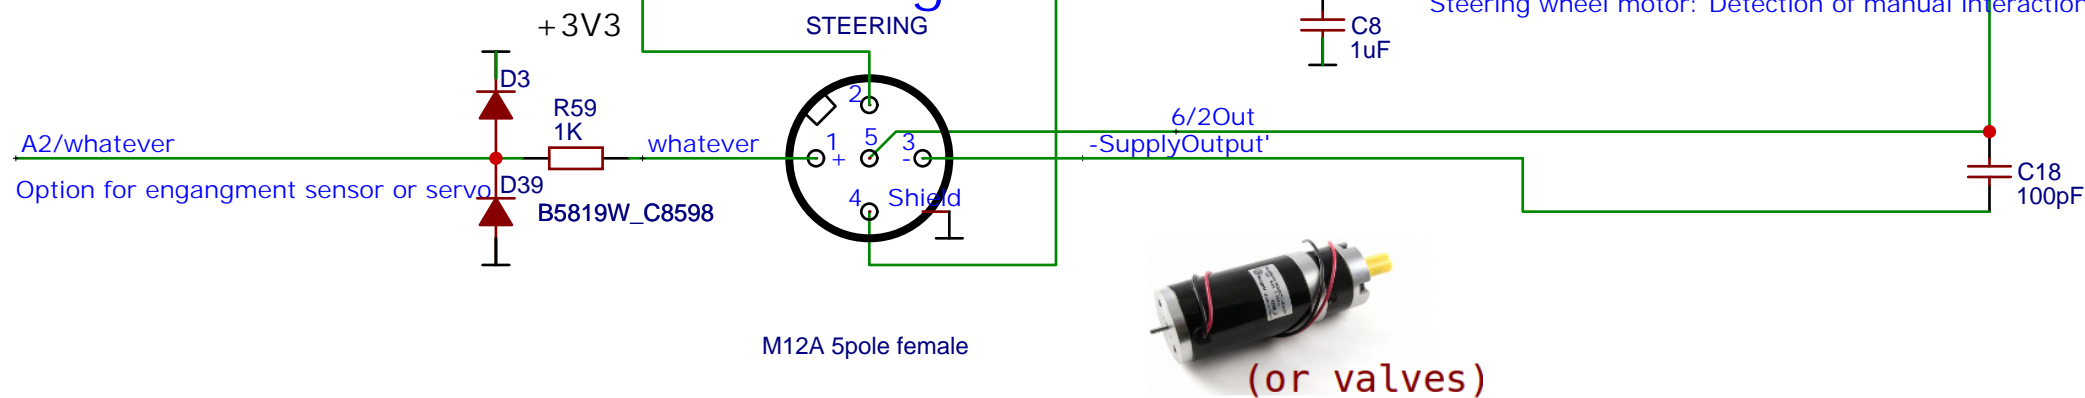 Steering wheel motor: Detection of manual interaction
+3V3
STEERING
C8
1uF
D3
R59
1K
2
6/2Out
A2/whatever
whatever
1
5
3
-SupplyOutput'
+
-
Option for engangment sensor or servo
D39
B5819W_C8598
4
Shield
C18
100pF
M12A 5pole female
(or valves)